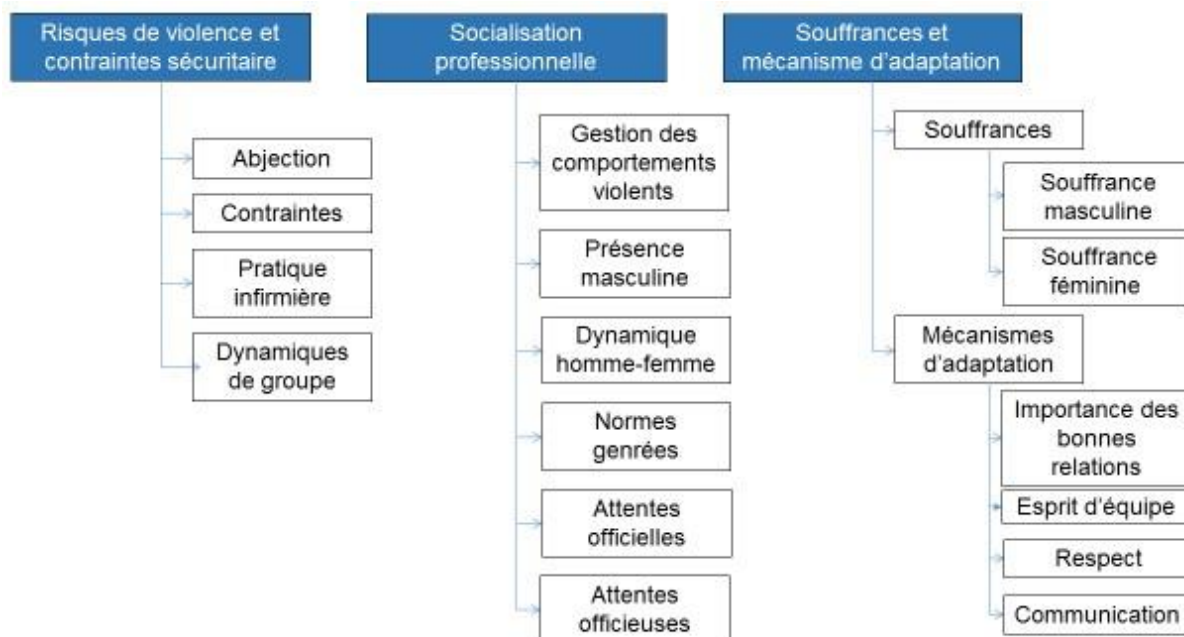 Risques de violence et
contraintes sécuritaire
Abjection
Contraintes
Pratique
infirmière
Dynamiques
de groupe
Socialisation
professionnelle
Gestion des
comportements
violents
Présence
masculine
Dynamique
homme-femme
Normes
genrées
Attentes
officielles
Attentes
officieuses
Souffrances et
mécanisme d'adaptation
Souffrances
Souffrance
masculine
Souffrance
féminine
Mécanismes
d'adaptation
Importance des
bonnes
relations
Esprit d'équipe
Respect
Communication